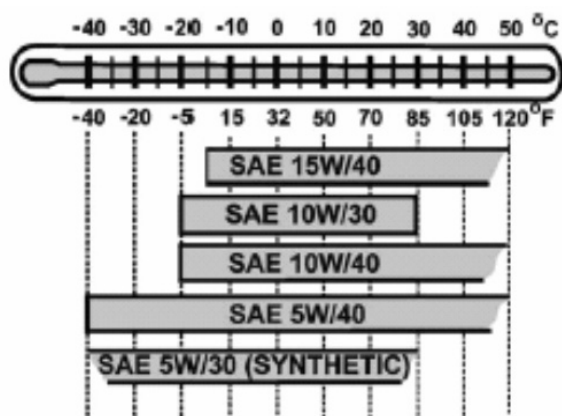 -40 -30 -20 -10 0 10 20 30 40 50 °C
-40 -20 -5 15 32 50 70 85 105 120 °F
SAE 15W/40
SAE 10W/30
SAE 10W/40
SAE 5W/40
SAE 5W/30 (SYNTHETIC)